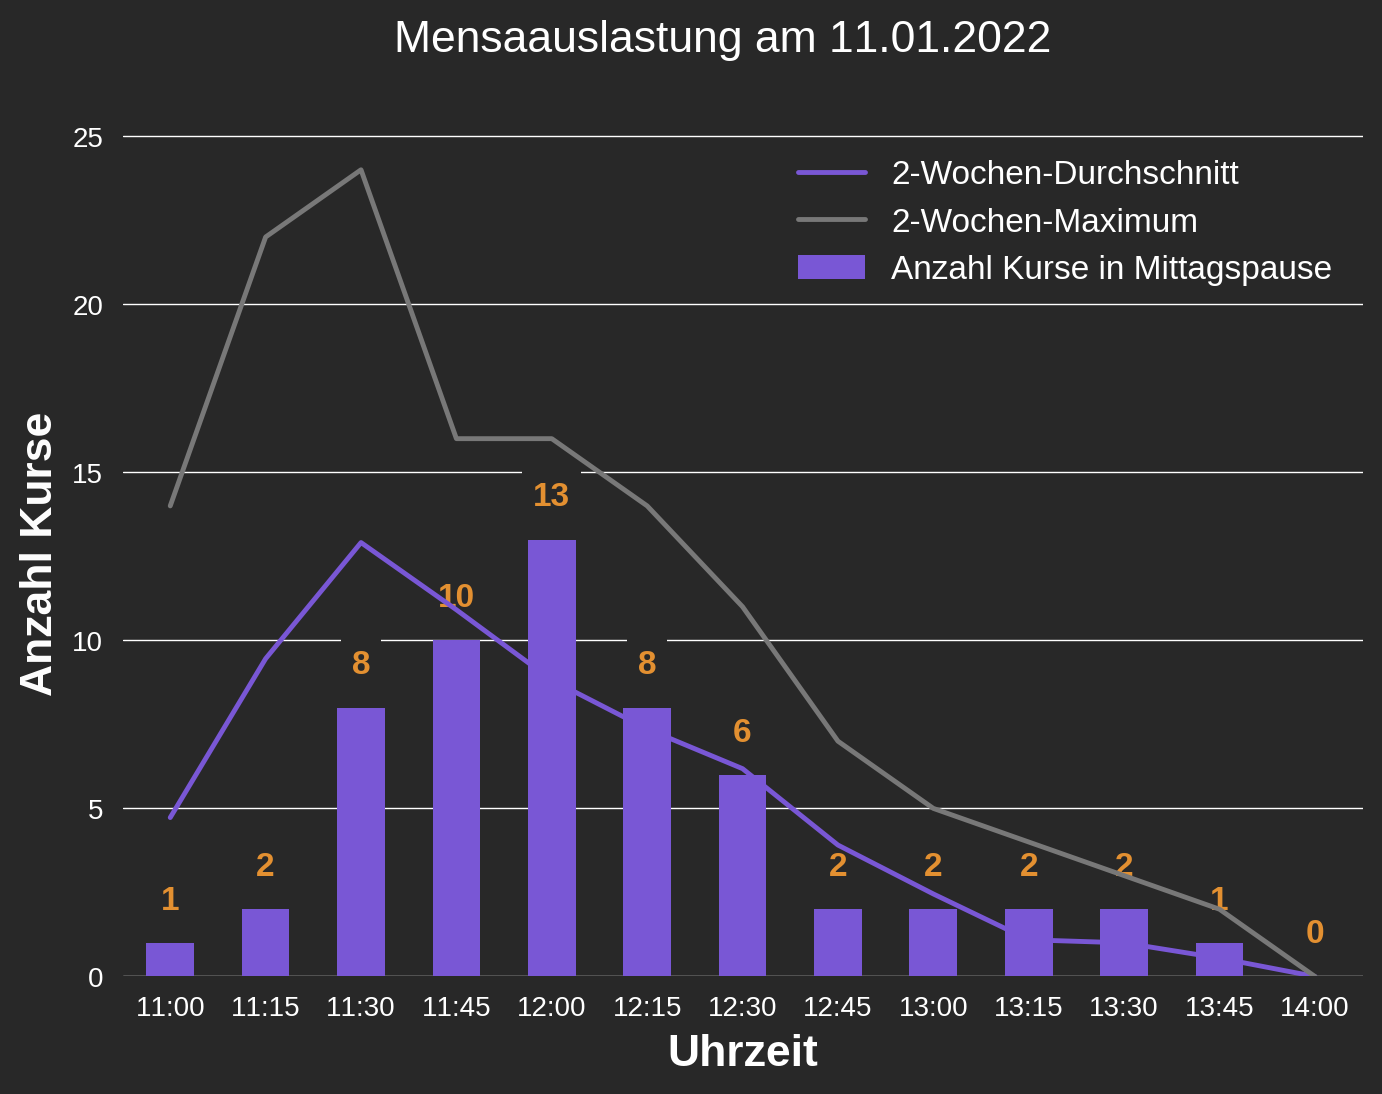 Mensaauslastung am 11.01.2022
25
2-Wochen-Durchschnitt
2-Wochen-Maximum
Anzahl Kurse in Mittagspause
20
15
10
5
0
Anzahl Kurse
1
2
8
10
13
8
6
2
2
2
2
1
0
11:00 11:15 11:30 11:45 12:00 12:15 12:30 12:45 13:00 13:15 13:30 13:45 14:00
Uhrzeit